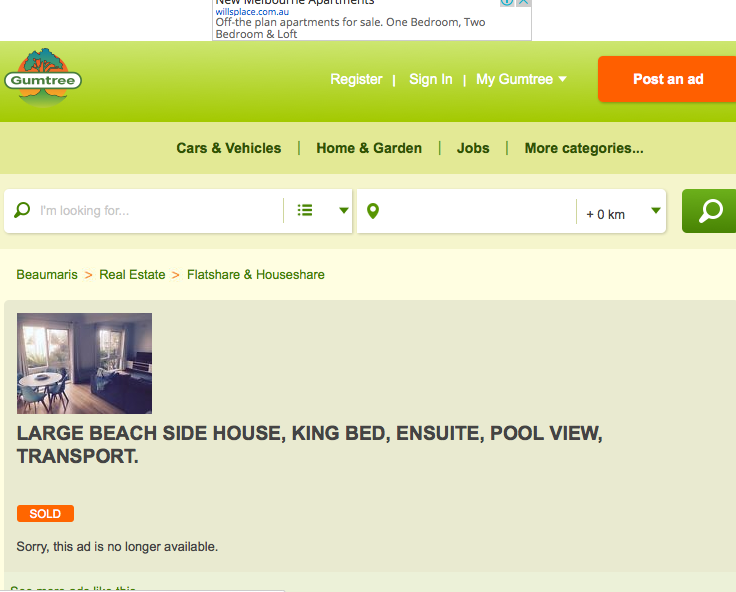 New Melbourne Apartments
willsplace.com.au
Off-the plan apartments for sale. One Bedroom, Two
Bedroom & Loft
Gumtree
Register | Sign In | My Gumtree
Post an ad
Cars & Vehicles | Home & Garden | Jobs | More categories...
I'm looking for...
+ 0 km
Beaumaris > Real Estate > Flatshare & Houseshare
LARGE BEACH SIDE HOUSE, KING BED, ENSUITE, POOL VIEW,
TRANSPORT.
SOLD
Sorry, this ad is no longer available.
See more ads like this